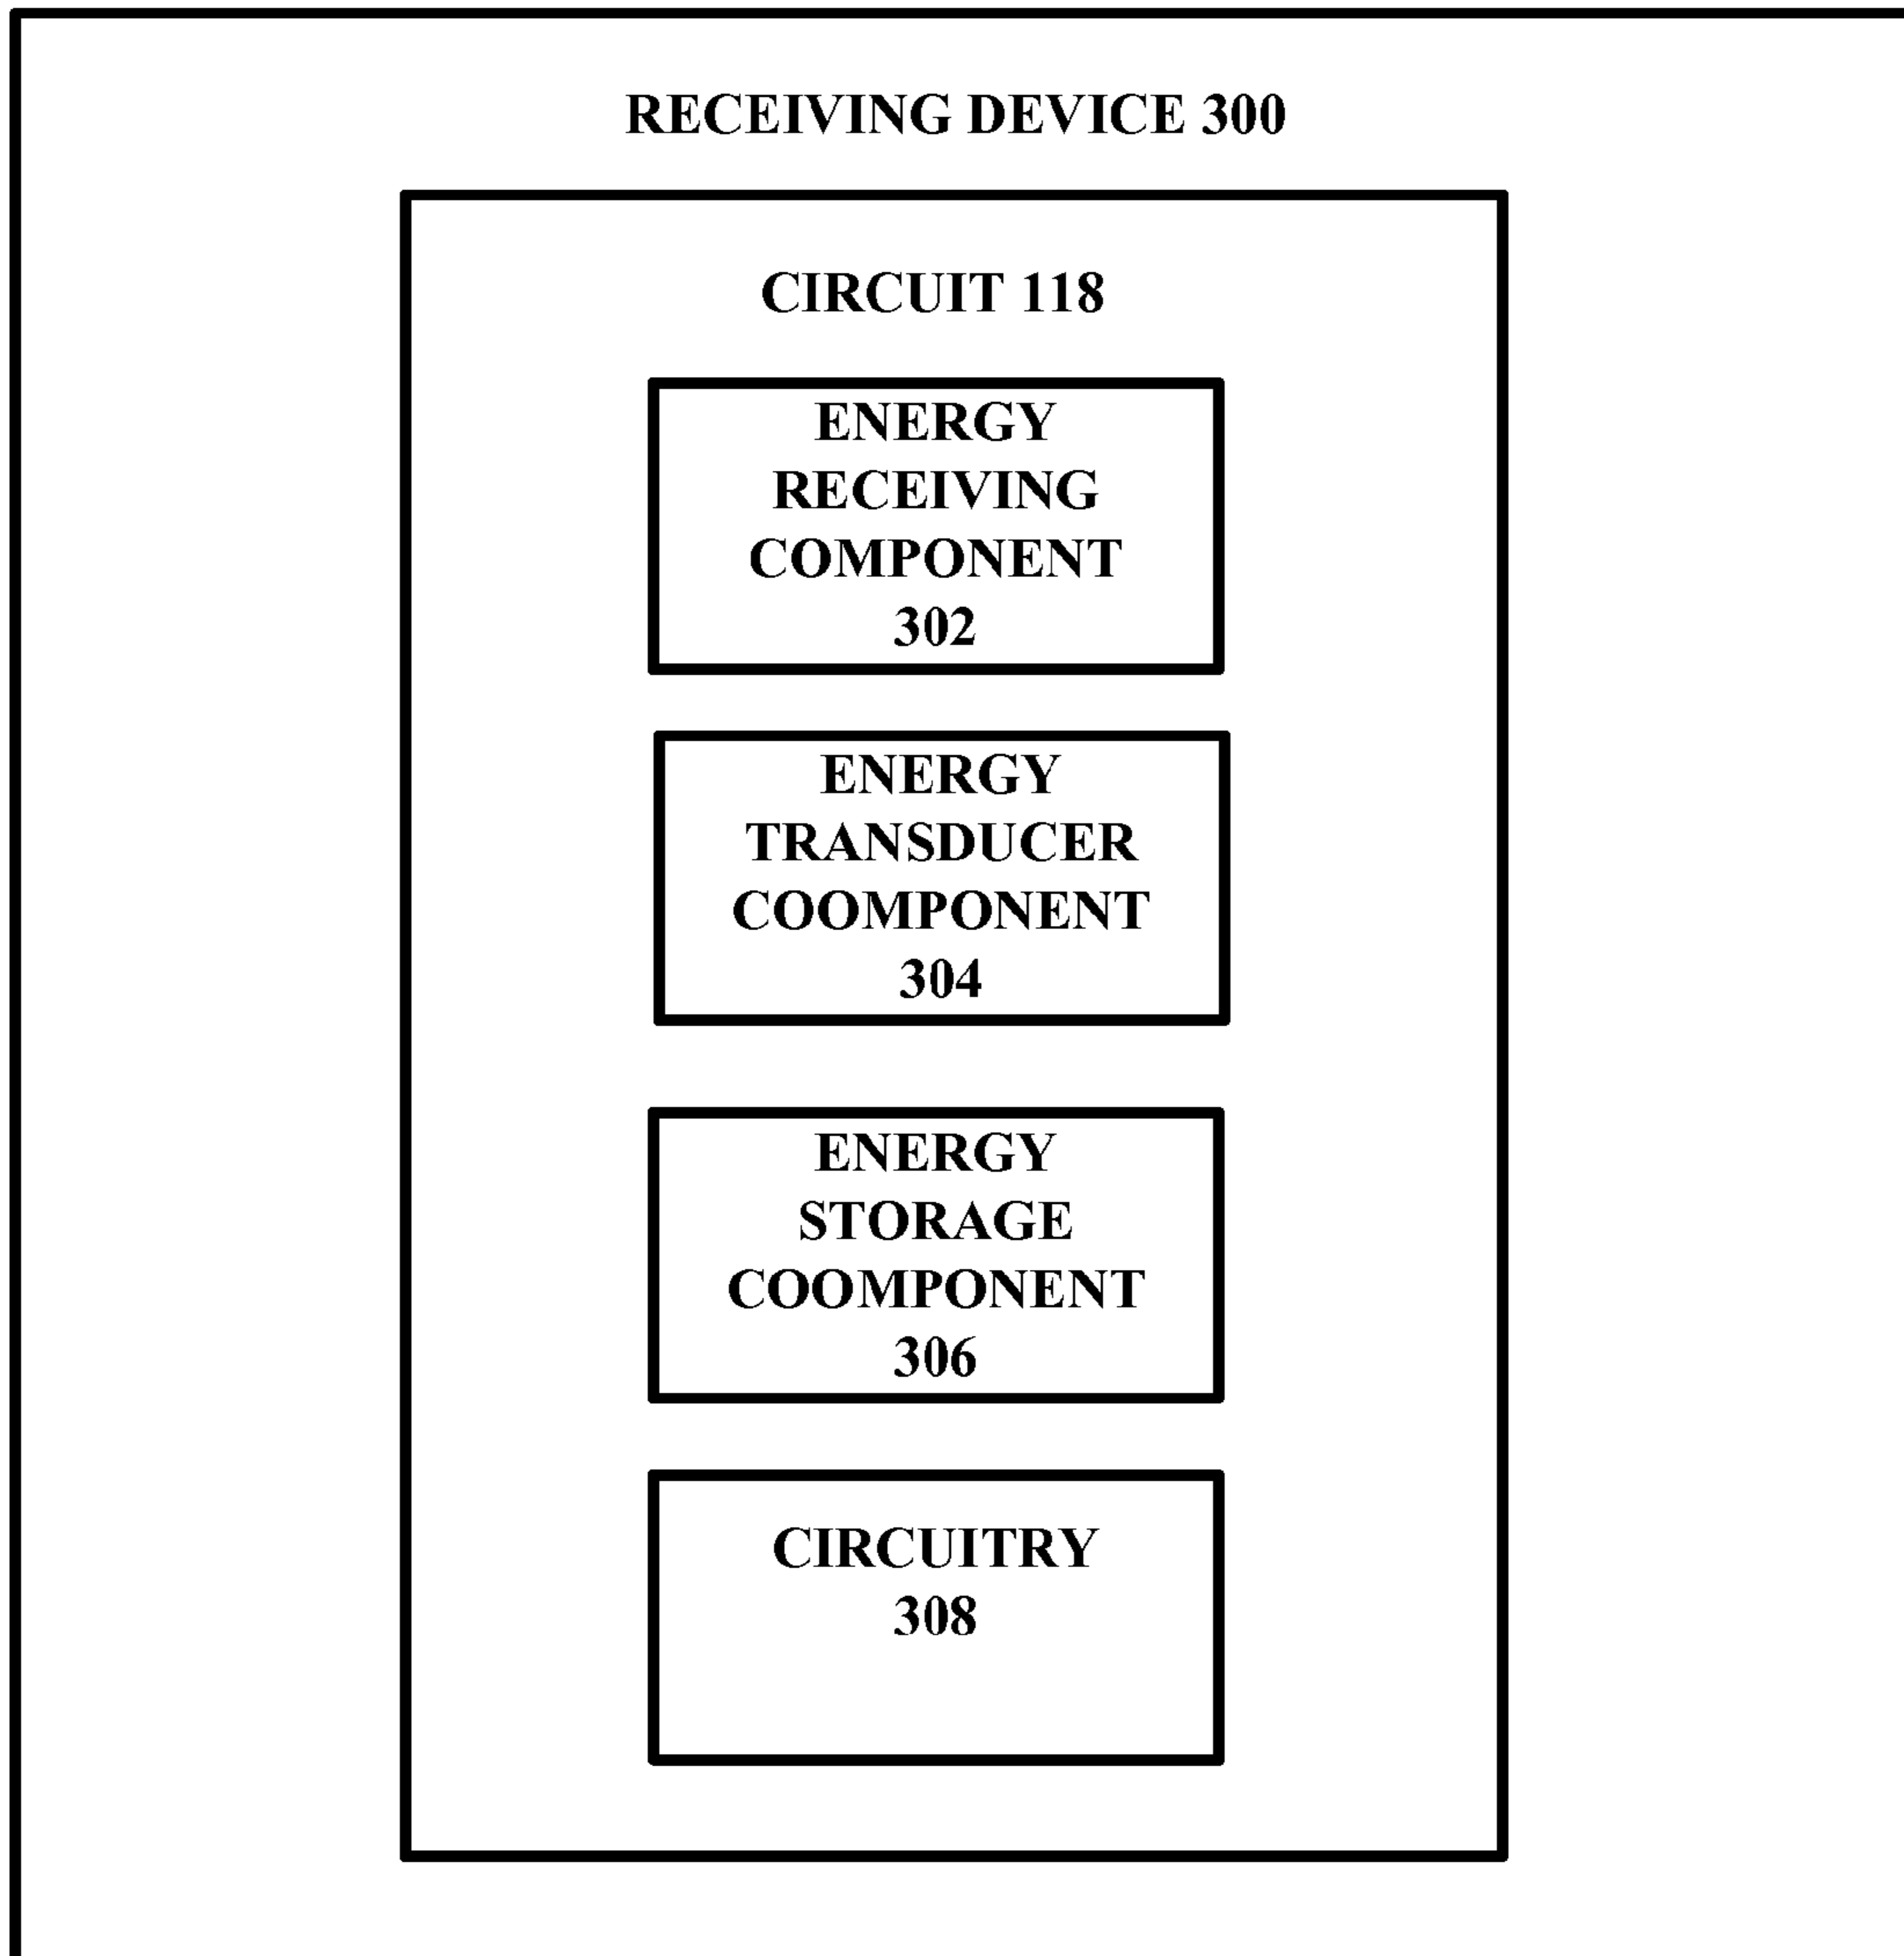 RECEIVING DEVICE 300
CIRCUIT 118
ENERGY
RECEIVING
COMPONENT
302
ENERGY
TRANSDUCER
COOMPONENT
304
ENERGY
STORAGE
COOMPONENT
306
CIRCUITRY
308